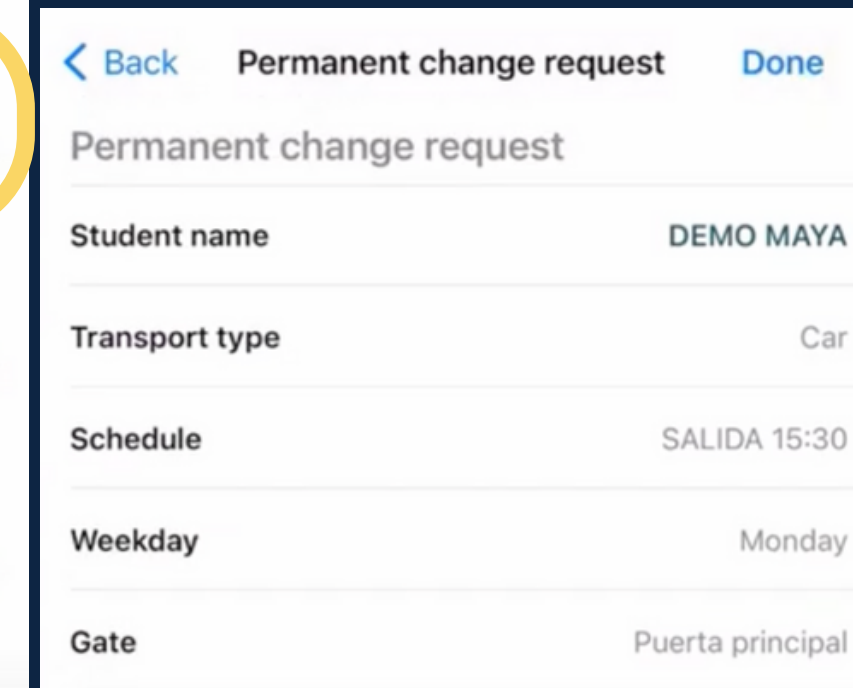 Back Permanent change request Done
Permanent change request
Student name DEMO MAYA
Transport type Car
Schedule SALIDA 15:30
Weekday Monday
Gate Puerta principal